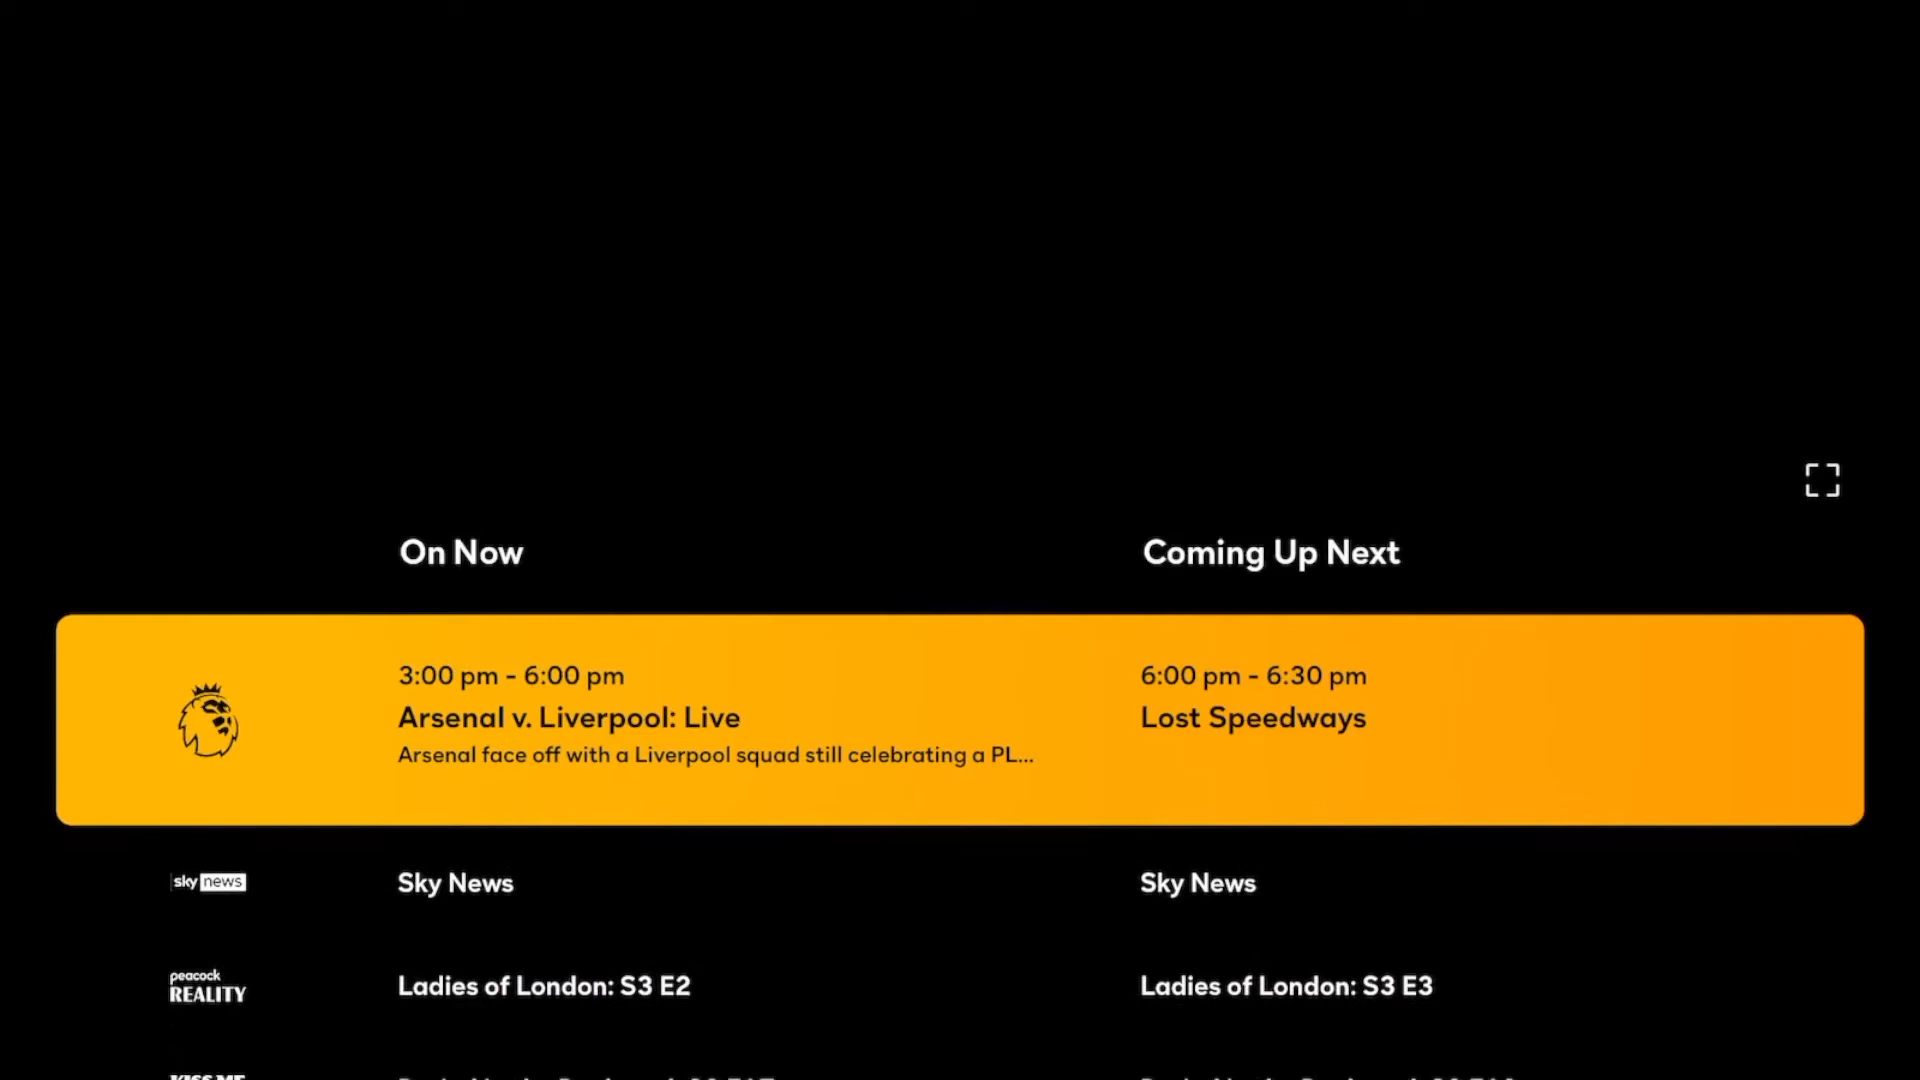 On Now
Coming Up Next
3:00 pm - 6:00 pm
Arsenal v. Liverpool: Live
Arsenal face off with a Liverpool squad still celebrating a PL...
6:00 pm - 6:30 pm
Lost Speedways
sky news
Sky News
Sky News
peacock
REALITY
Ladies of London: S3 E2
Ladies of London: S3 E3
KISS ME